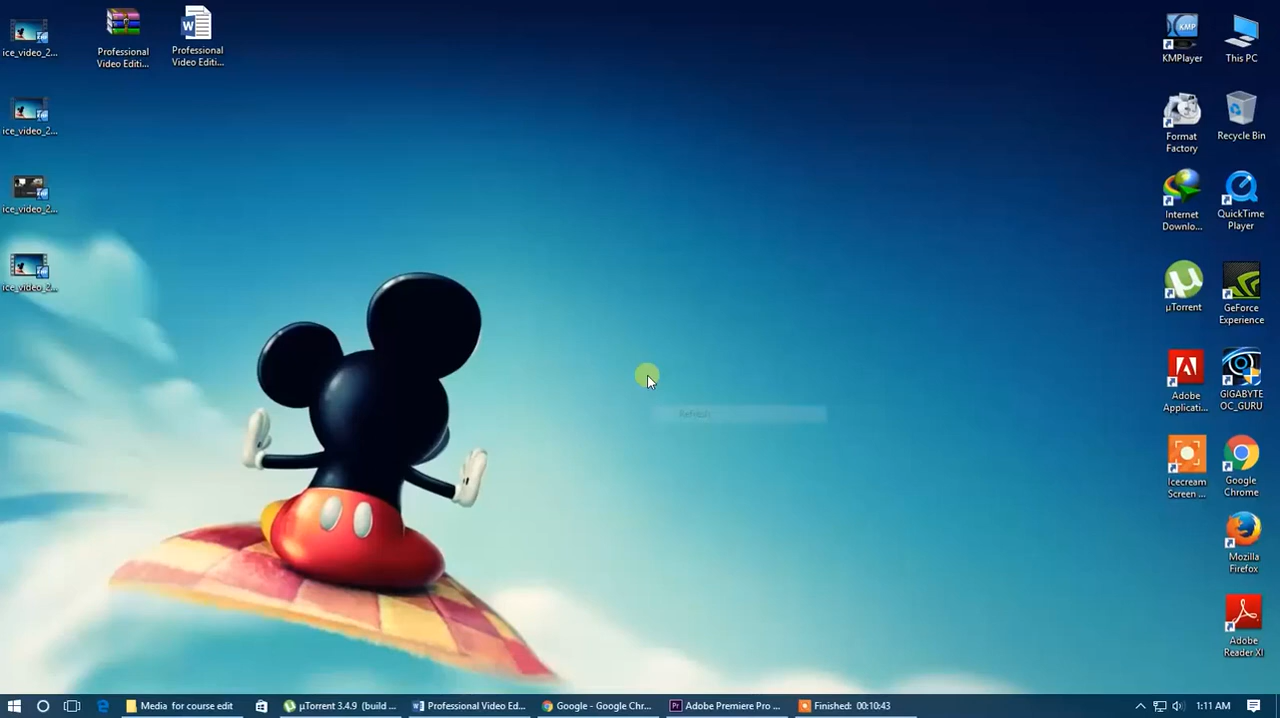 ice_video_2...
ice_video_2...
ice_video_2...
ice_video_2...
Professional
Video Editi...
W
Professional
Video Editi...
KMP
KMPlayer
This PC
Format
Factory
Recycle Bin
Internet
Downlo...
QuickTime
Player
µ
µTorrent
GeForce
Experience
Adobe
Applicati...
GIGABYTE
OC_GURU
Icecream
Screen ...
Google
Chrome
Mozilla
Firefox
Adobe
Reader XI
Refresh
Media for course edit
µTorrent 3.4.9 (build ...
Professional Video Ed...
Google - Google Chr...
Pr
Adobe Premiere Pro ...
Finished: 00:10:43
1:11 AM